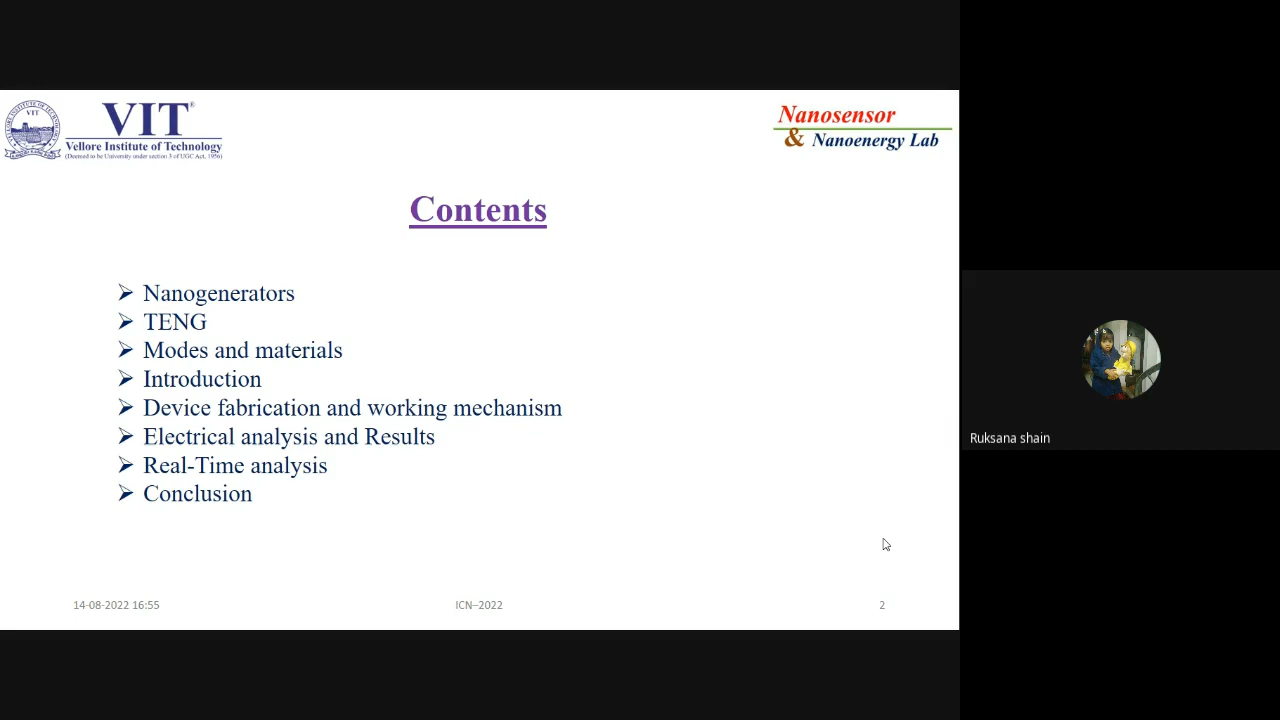 VIT®
Vellore Institute of Technology
(Deemed to be University under section 3 of UGC Act, 1956)
VIT
Nanosensor
& Nanoenergy Lab
Contents
➢ Nanogenerators
➢ TENG
➢ Modes and materials
➢ Introduction
➢ Device fabrication and working mechanism
➢ Electrical analysis and Results
➢ Real-Time analysis
➢ Conclusion
14-08-2022 16:55
ICN–2022
2
Ruksana shain